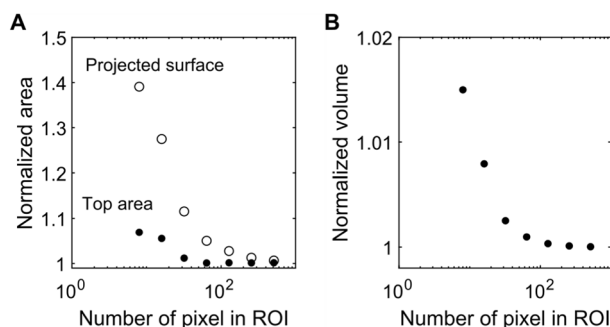 A
1.5
1.4
1.3
1.2
1.1
1
Normalized area
Projected surface
Top area
10^0 10^2
Number of pixel in ROI
B
1.02
1.01
1
Normalized volume
10^0 10^2
Number of pixel in ROI